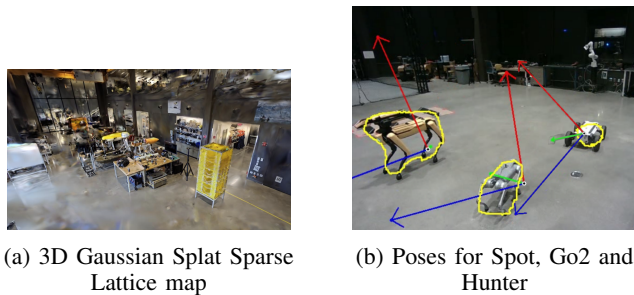 (a) 3D Gaussian Splat Sparse
Lattice map
(b) Poses for Spot, Go2 and
Hunter